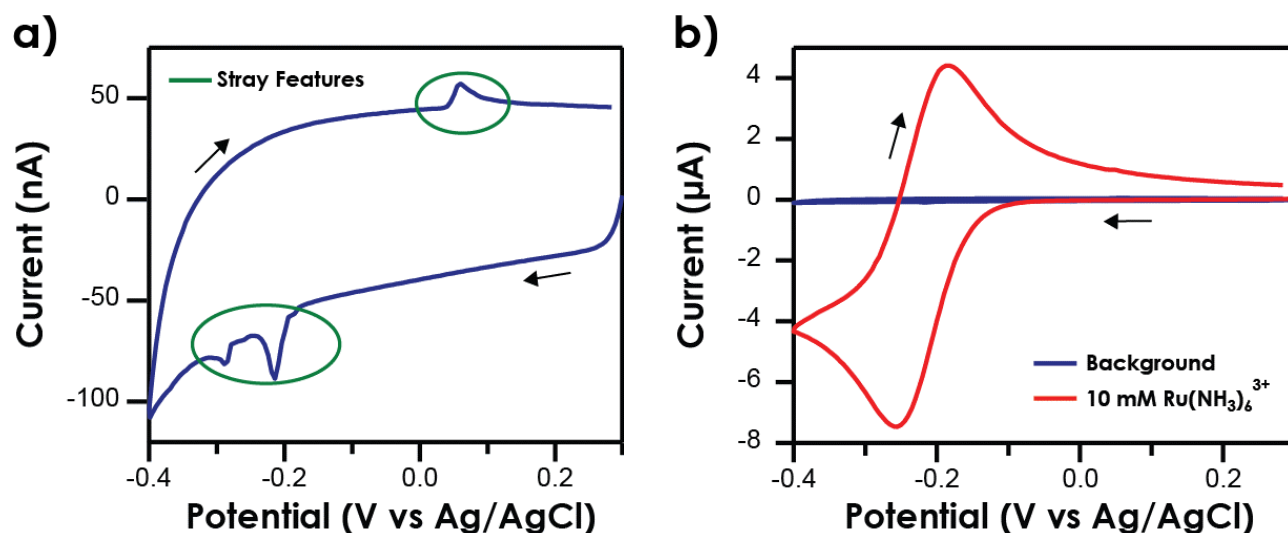 a)
Stray Features
50
0
-50
-100
Current (nA)
-0.4
-0.2
0.0
0.2
Potential (V vs Ag/AgCl)
b)
4
2
0
-2
-4
-6
-8
Current (µA)
Background
10 mM Ru(NH₃)₆³⁺
-0.4
-0.2
0.0
0.2
Potential (V vs Ag/AgCl)